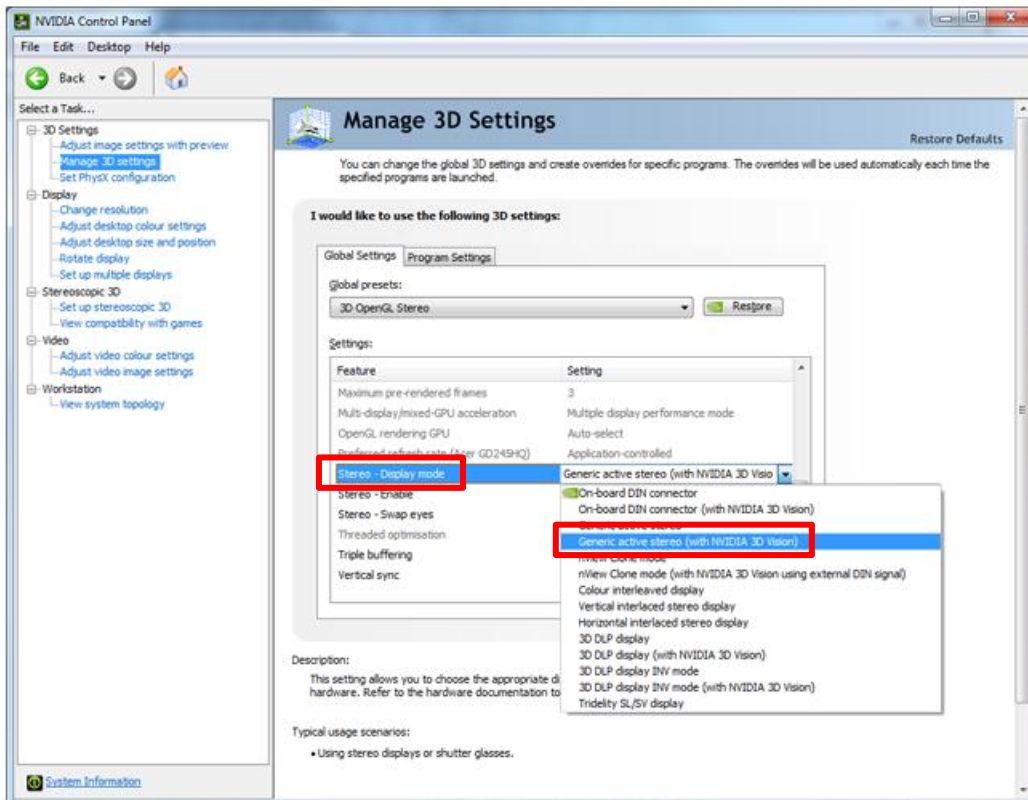 NVIDIA Control Panel
File Edit Desktop Help
Back
Select a Task...
3D Settings
Adjust image settings with preview
Manage 3D settings
Set PhysX configuration
Display
Change resolution
Adjust desktop colour settings
Adjust desktop size and position
Rotate display
Set up multiple displays
Stereoscopic 3D
Set up stereoscopic 3D
View compatibility with games
Video
Adjust video colour settings
Adjust video image settings
Workstation
View system topology
System Information
Manage 3D Settings
Restore Defaults
You can change the global 3D settings and create overrides for specific programs. The overrides will be used automatically each time the
specified programs are launched.
I would like to use the following 3D settings:
Global Settings Program Settings
Global presets:
3D OpenGL Stereo Restore
Settings:
Feature Setting
Maximum pre-rendered frames 3
Multi-display/mixed-GPU acceleration Multiple display performance mode
OpenGL rendering GPU Auto-select
Preferred refresh rate (Acer GD245HQ) Application-controlled
Stereo - Display mode Generic active stereo (with NVIDIA 3D Visio
Stereo - Enable
Stereo - Swap eyes
Threaded optimisation
Triple buffering
Vertical sync
On-board DIN connector
On-board DIN connector (with NVIDIA 3D Vision)
Generic active stereo
Generic active stereo (with NVIDIA 3D Vision)
nView Clone mode
nView Clone mode (with NVIDIA 3D Vision using external DIN signal)
Colour interleaved display
Vertical interlaced stereo display
Horizontal interlaced stereo display
3D DLP display
3D DLP display (with NVIDIA 3D Vision)
3D DLP display INV mode
3D DLP display INV mode (with NVIDIA 3D Vision)
Tridelity SL/SV display
Description:
This setting allows you to choose the appropriate di
hardware. Refer to the hardware documentation to
Typical usage scenarios:
• Using stereo displays or shutter glasses.